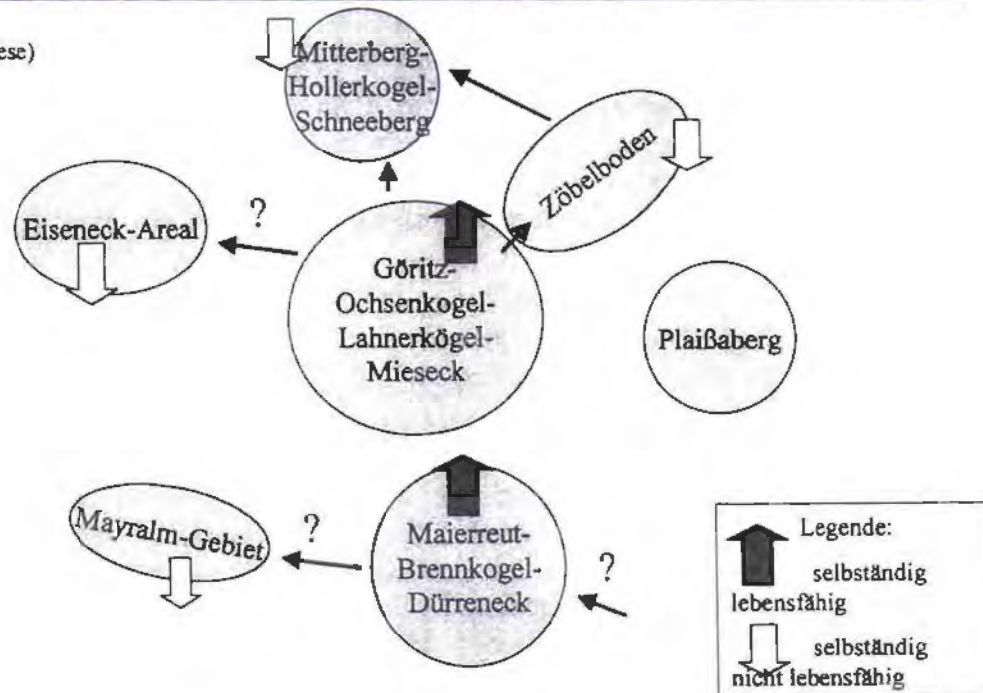 ese)
Mitterberg-
Hollerkogel-
Schneeberg
Zöbelboden
?
Eiseneck-Areal
Göritz-
Ochsenkogel-
Lahnerkögel-
Mieseck
Plaißaberg
Mayralm-Gebiet
?
Maierreut-
Brennkogel-
Dürreneck
?
Legende:
selbständig
lebensfähig
selbständig
nicht lebensfähig